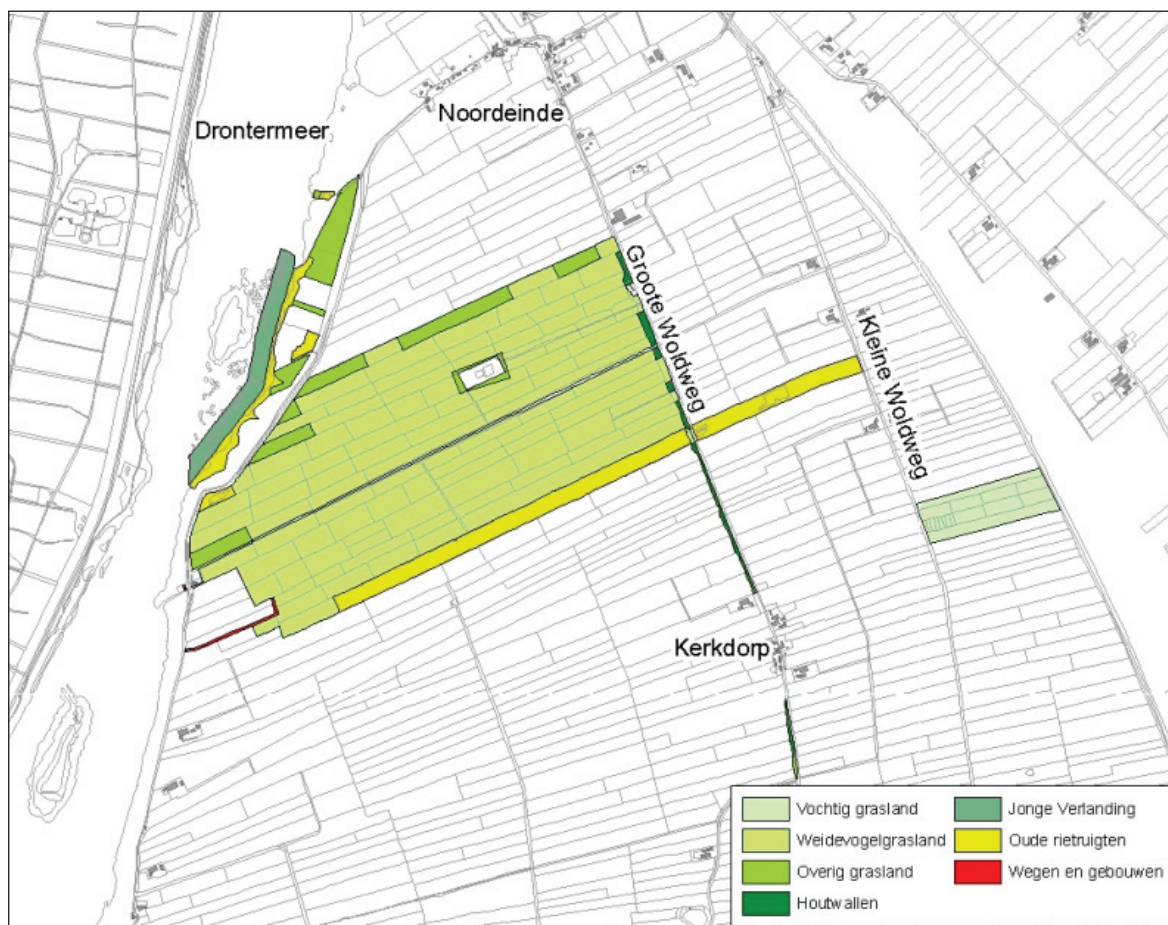 Noordeinde
Drontermeer
Groote Woldweg
Kleine Woldweg
Kerkdorp
Vochtig grasland
Weidevogelgrasland
Overig grasland
Houtwallen
Jonge Verlanding
Oude rietruigten
Wegen en gebouwen